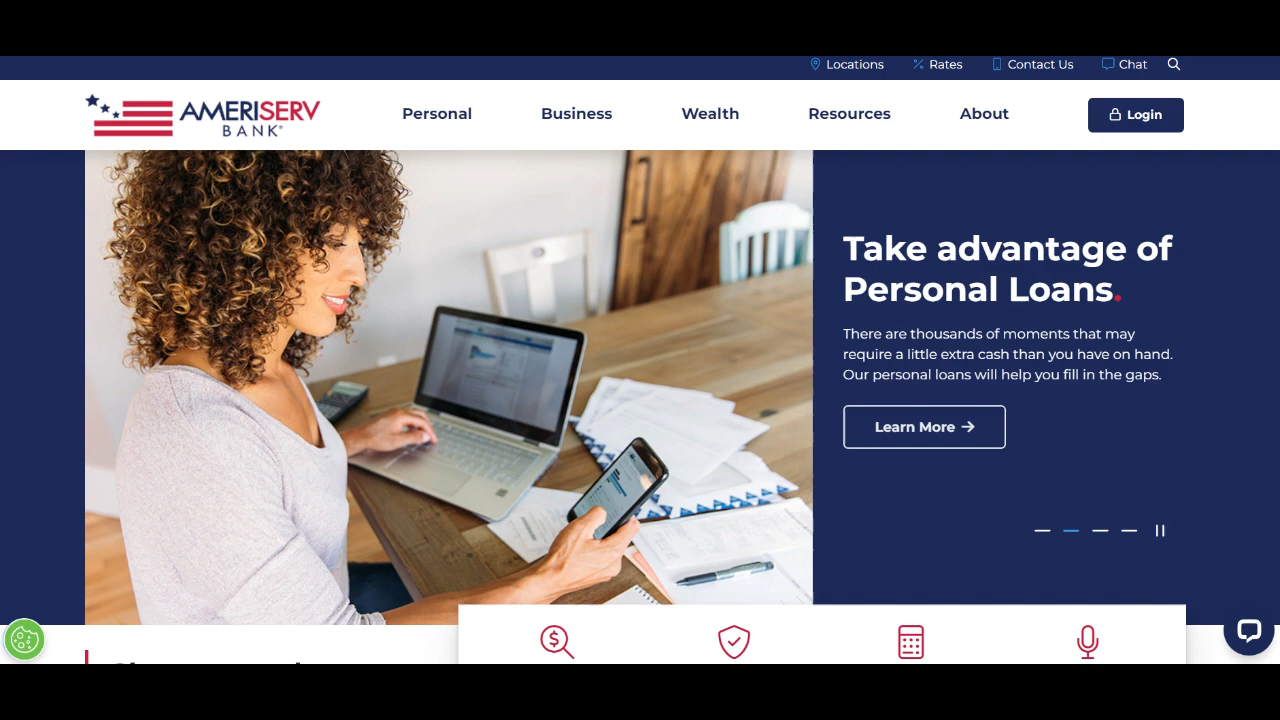 Locations
Rates
Contact Us
Chat
AMERISERV
BANK®
Personal
Business
Wealth
Resources
About
Login
Take advantage of
Personal Loans.
There are thousands of moments that may
require a little extra cash than you have on hand.
Our personal loans will help you fill in the gaps.
Learn More →